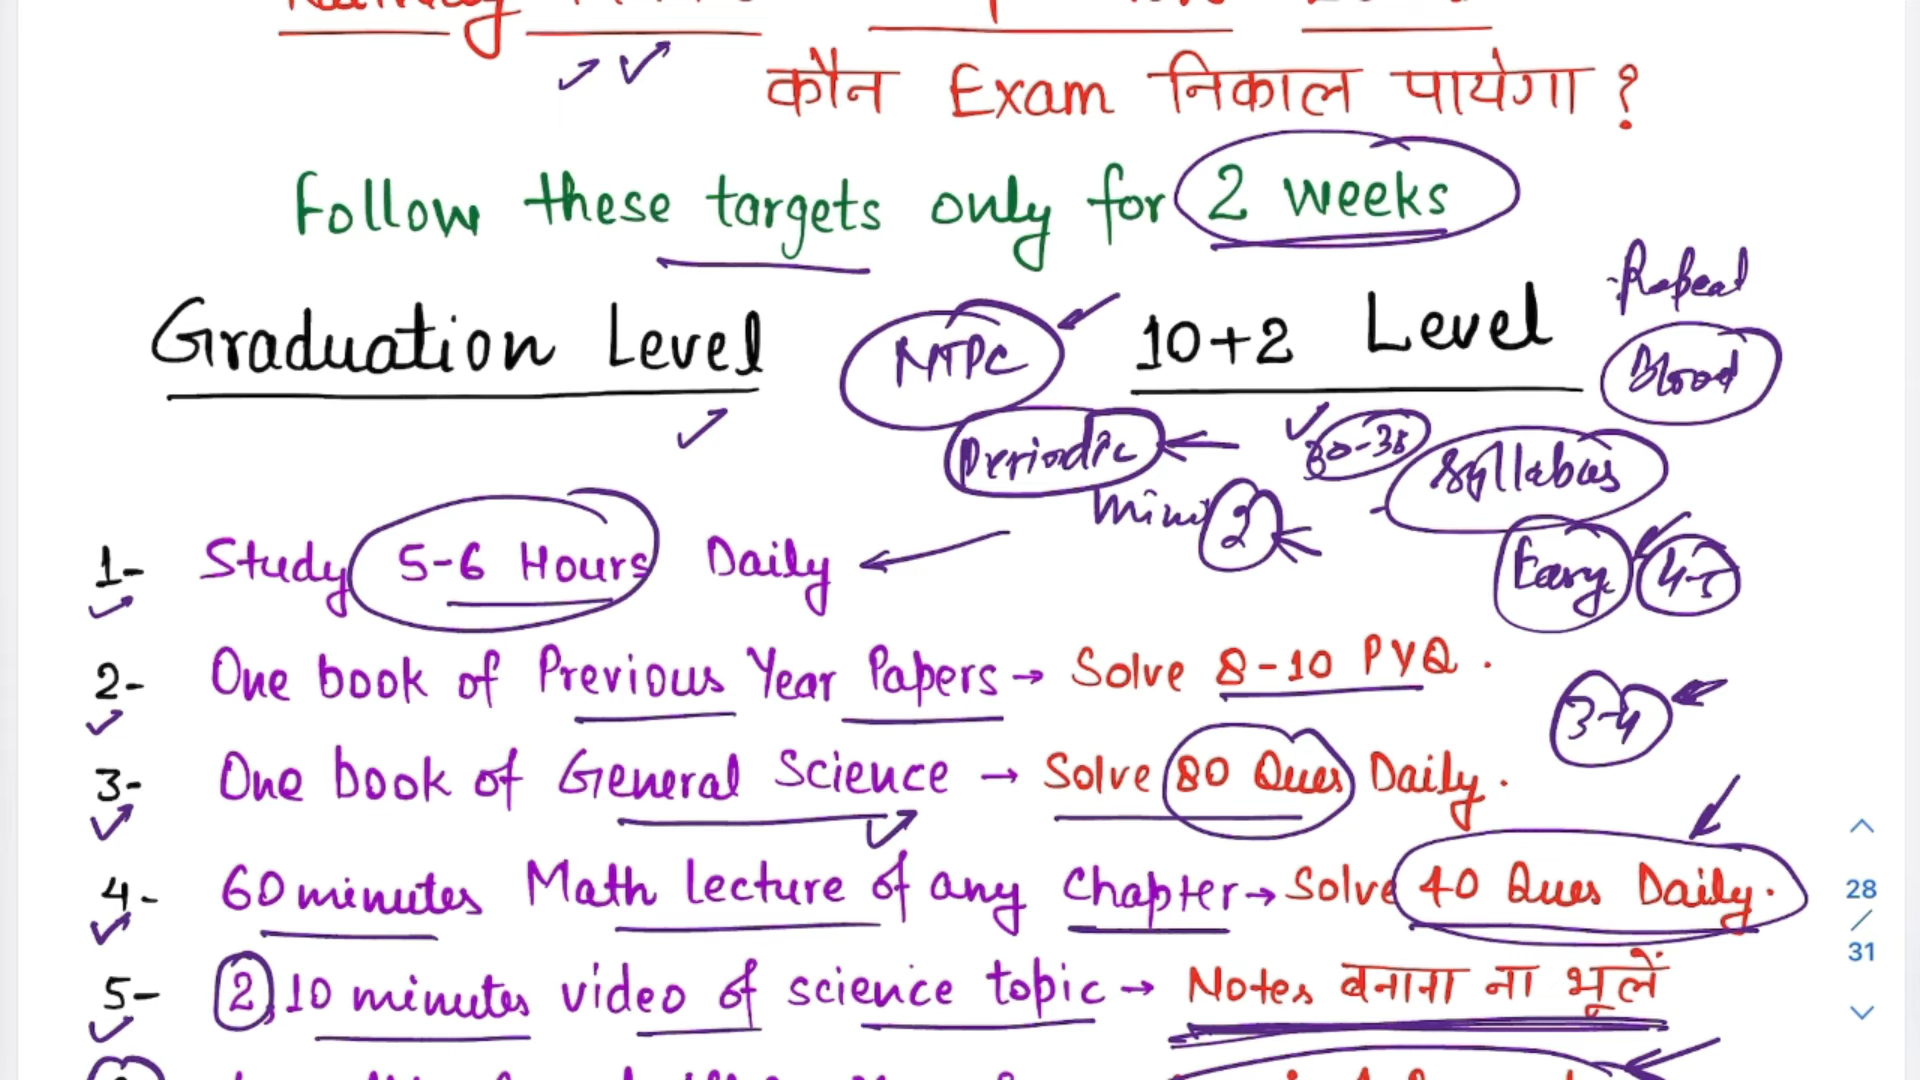 कौन Exam निकाल पायेगा ?
Follow these targets only for 2 weeks
Repeat
Graduation Level
NTPC
10+2 Level
Blood
Periodic
30-35
Syllabus
2
Easy
4-5
1- Study 5-6 Hours Daily
2- One book of Previous Year Papers → Solve 8-10 PYQ .
3-4
3- One book of General Science → Solve 80 Ques Daily .
4- 60 minutes Math lecture of any Chapter → Solve 40 Ques Daily .
28
/
31
5- 2, 10 minutes video of science topic → Notes बनाना ना भूलें